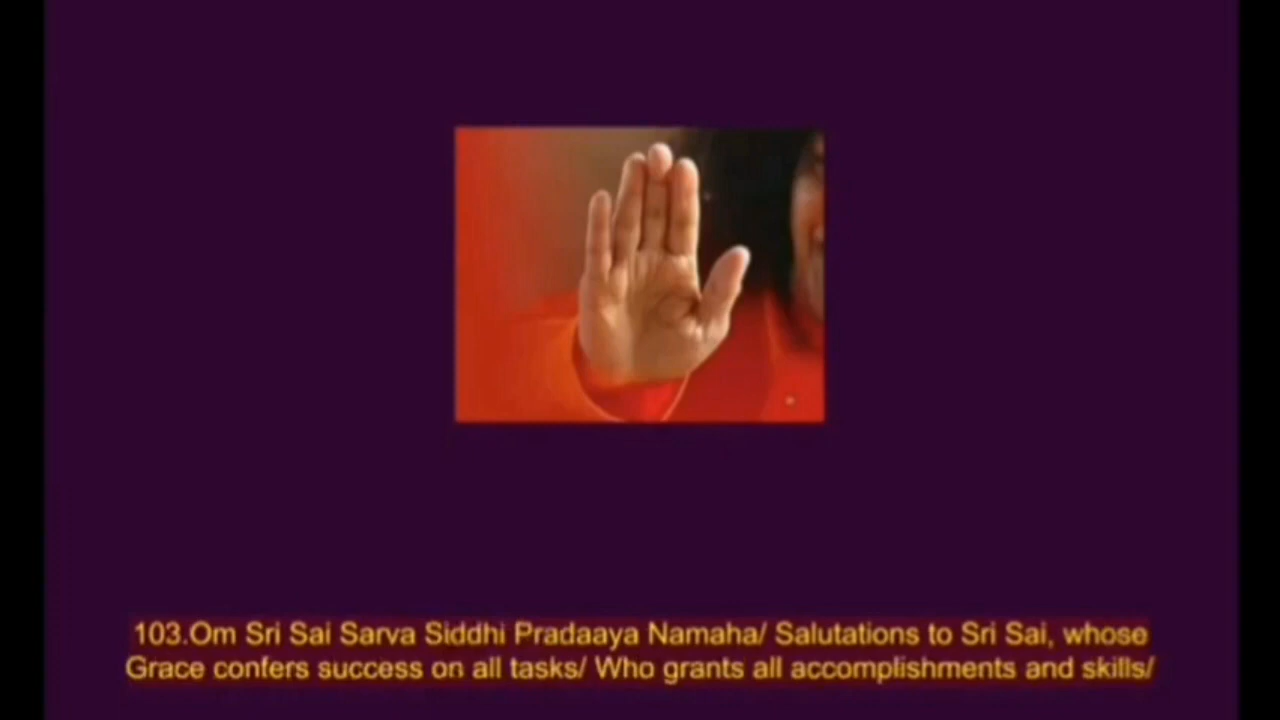 103.Om Sri Sai Sarva Siddhi Pradaaya Namaha/ Salutations to Sri Sai, whose
Grace confers success on all tasks/ Who grants all accomplishments and skills/